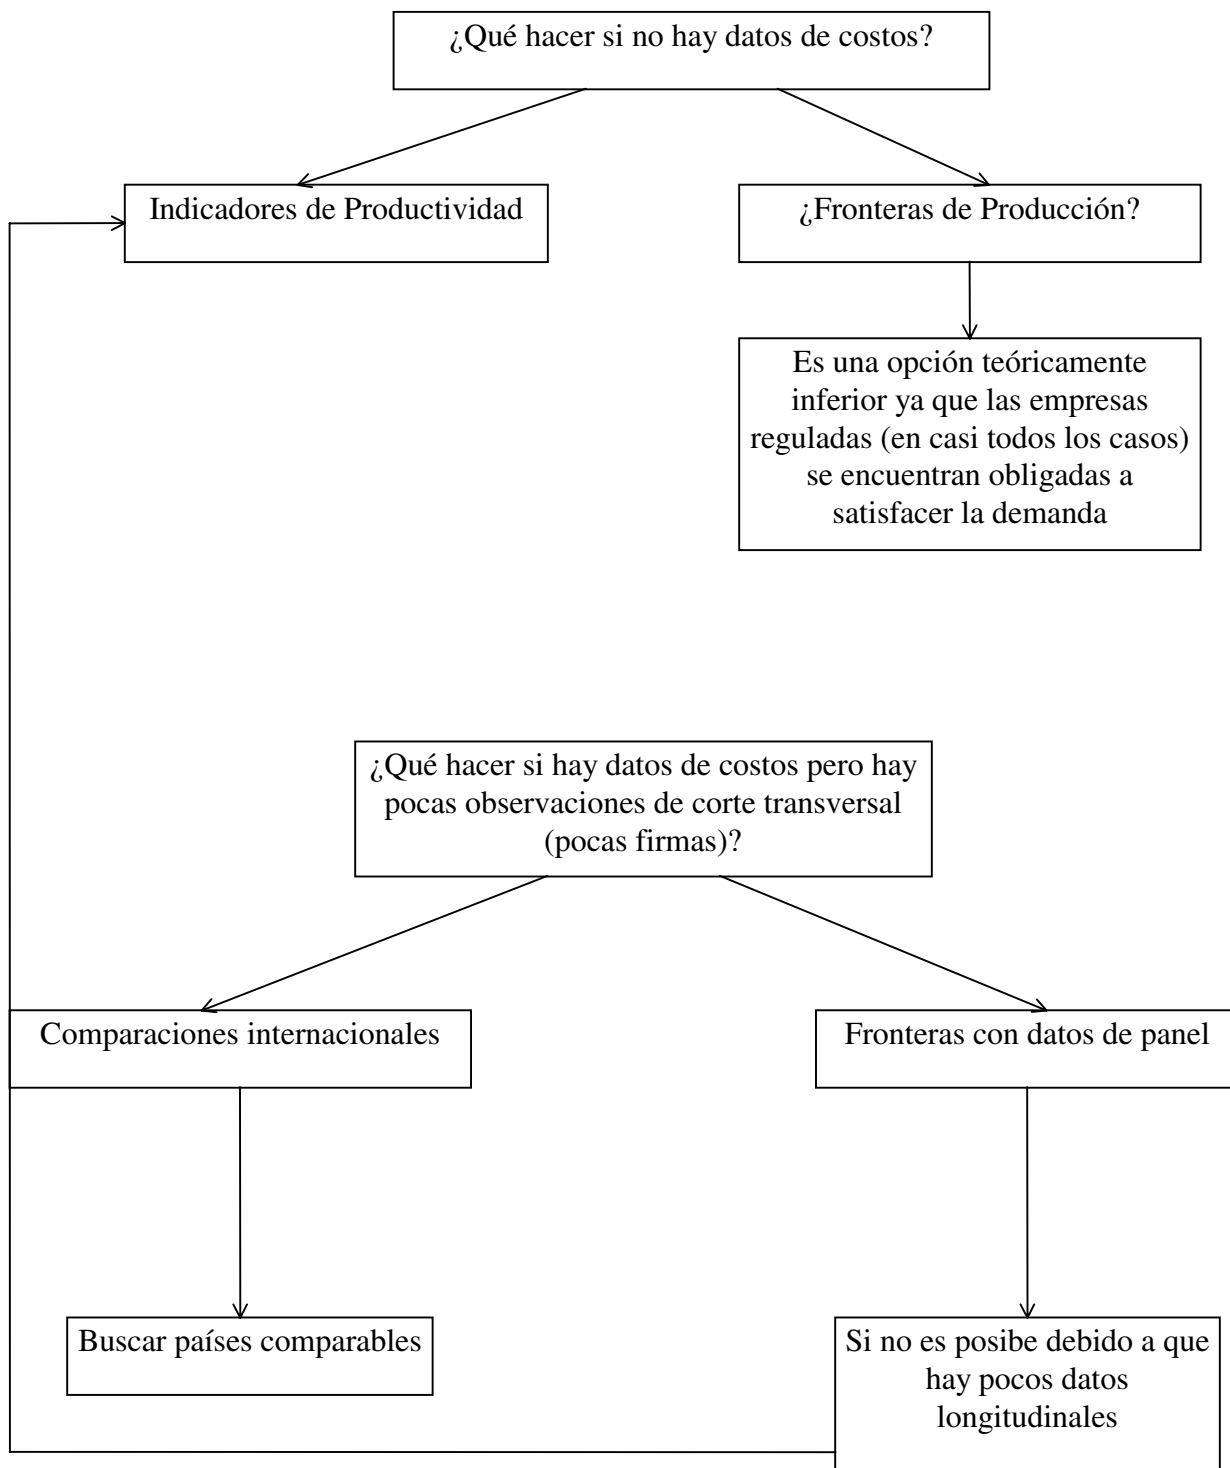 ¿Qué hacer si no hay datos de costos?
Indicadores de Productividad
¿Fronteras de Producción?
Es una opción teóricamente
inferior ya que las empresas
reguladas (en casi todos los casos)
se encuentran obligadas a
satisfacer la demanda
¿Qué hacer si hay datos de costos pero hay
pocas observaciones de corte transversal
(pocas firmas)?
Comparaciones internacionales
Fronteras con datos de panel
Buscar países comparables
Si no es posibe debido a que
hay pocos datos
longitudinales